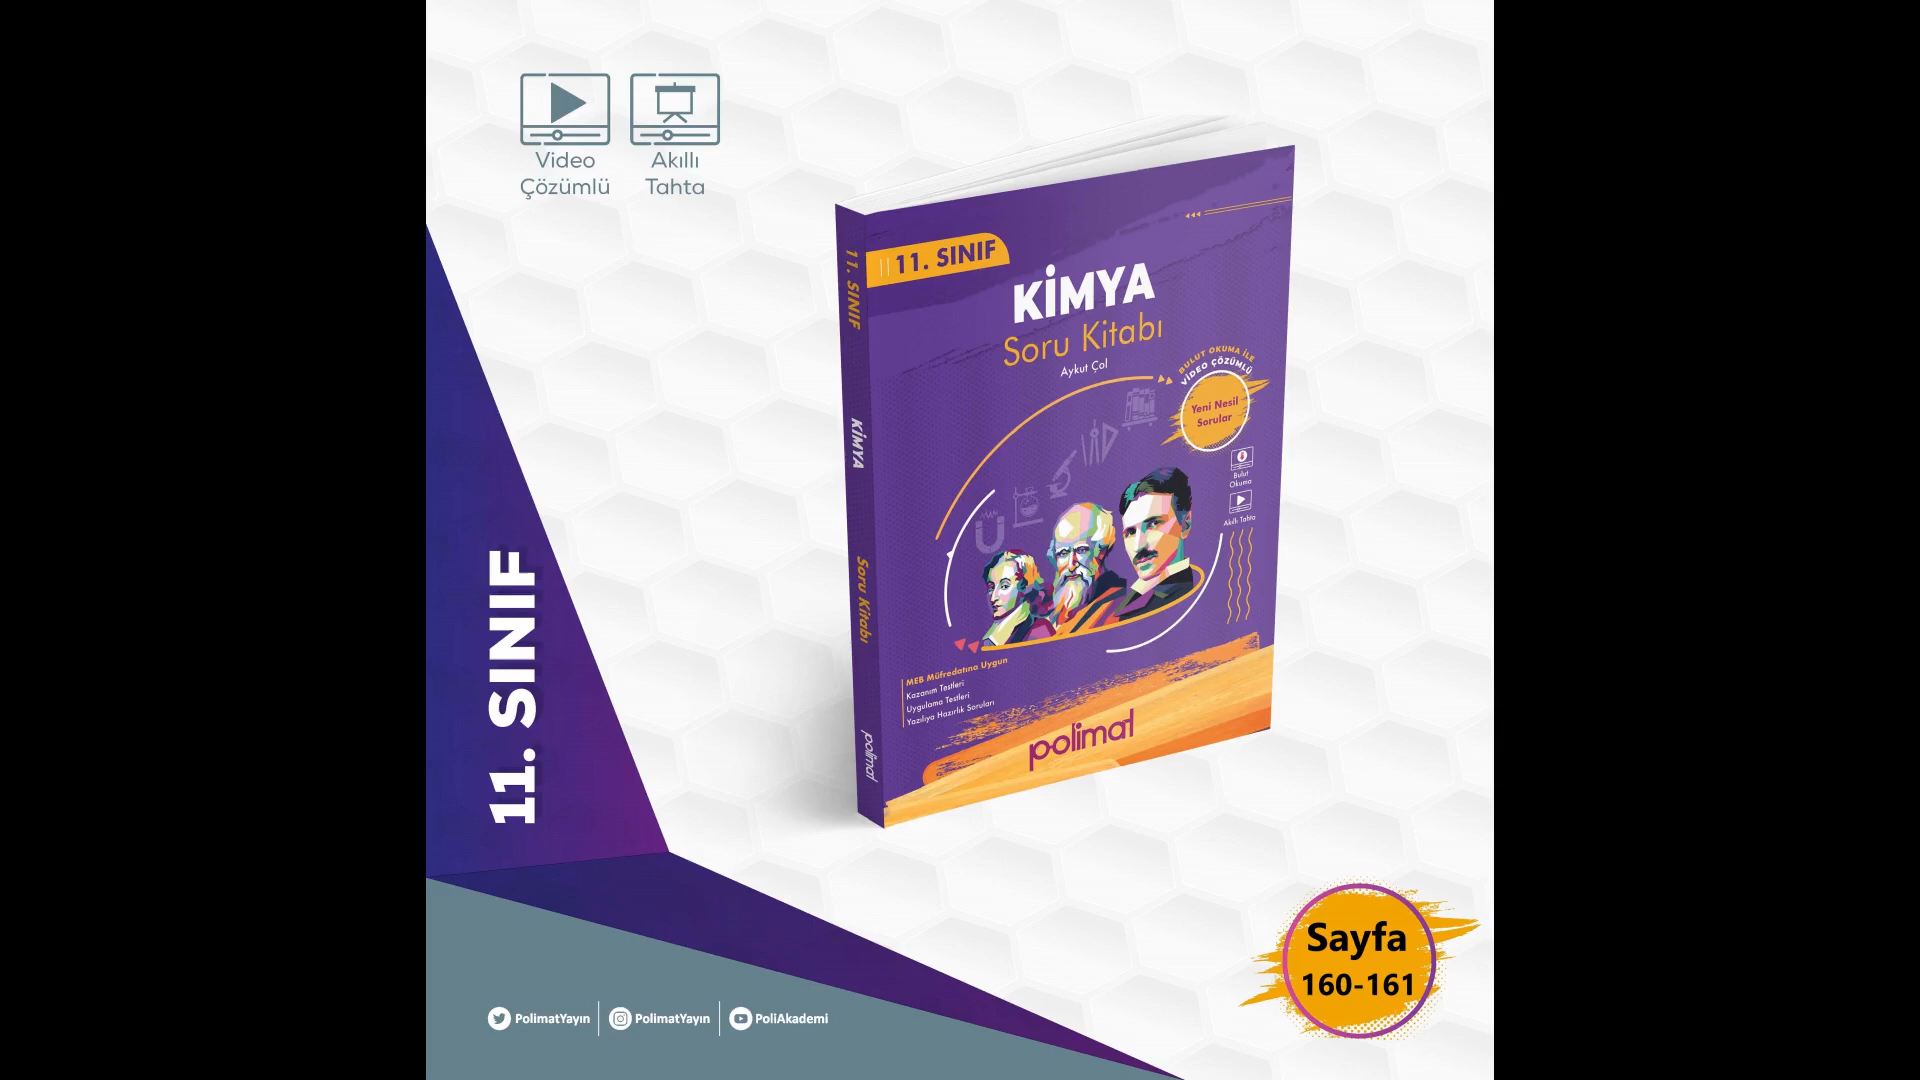 Video
Çözümlü
Akıllı
Tahta
11. SINIF
11. SINIF
KİMYA
Soru Kitabı
polimat
11. SINIF
KİMYA
Soru Kitabı
Aykut Çol
BULUT OKUMA İLE
VİDEO ÇÖZÜMLÜ
Yeni Nesil
Sorular
Bulut
Okuma
Akıllı Tahta
MEB Müfredatına Uygun
Kazanım Testleri
Uygulama Testleri
Yazılıya Hazırlık Soruları
polimat
Sayfa
160-161
PolimatYayın
PolimatYayın
PoliAkademi